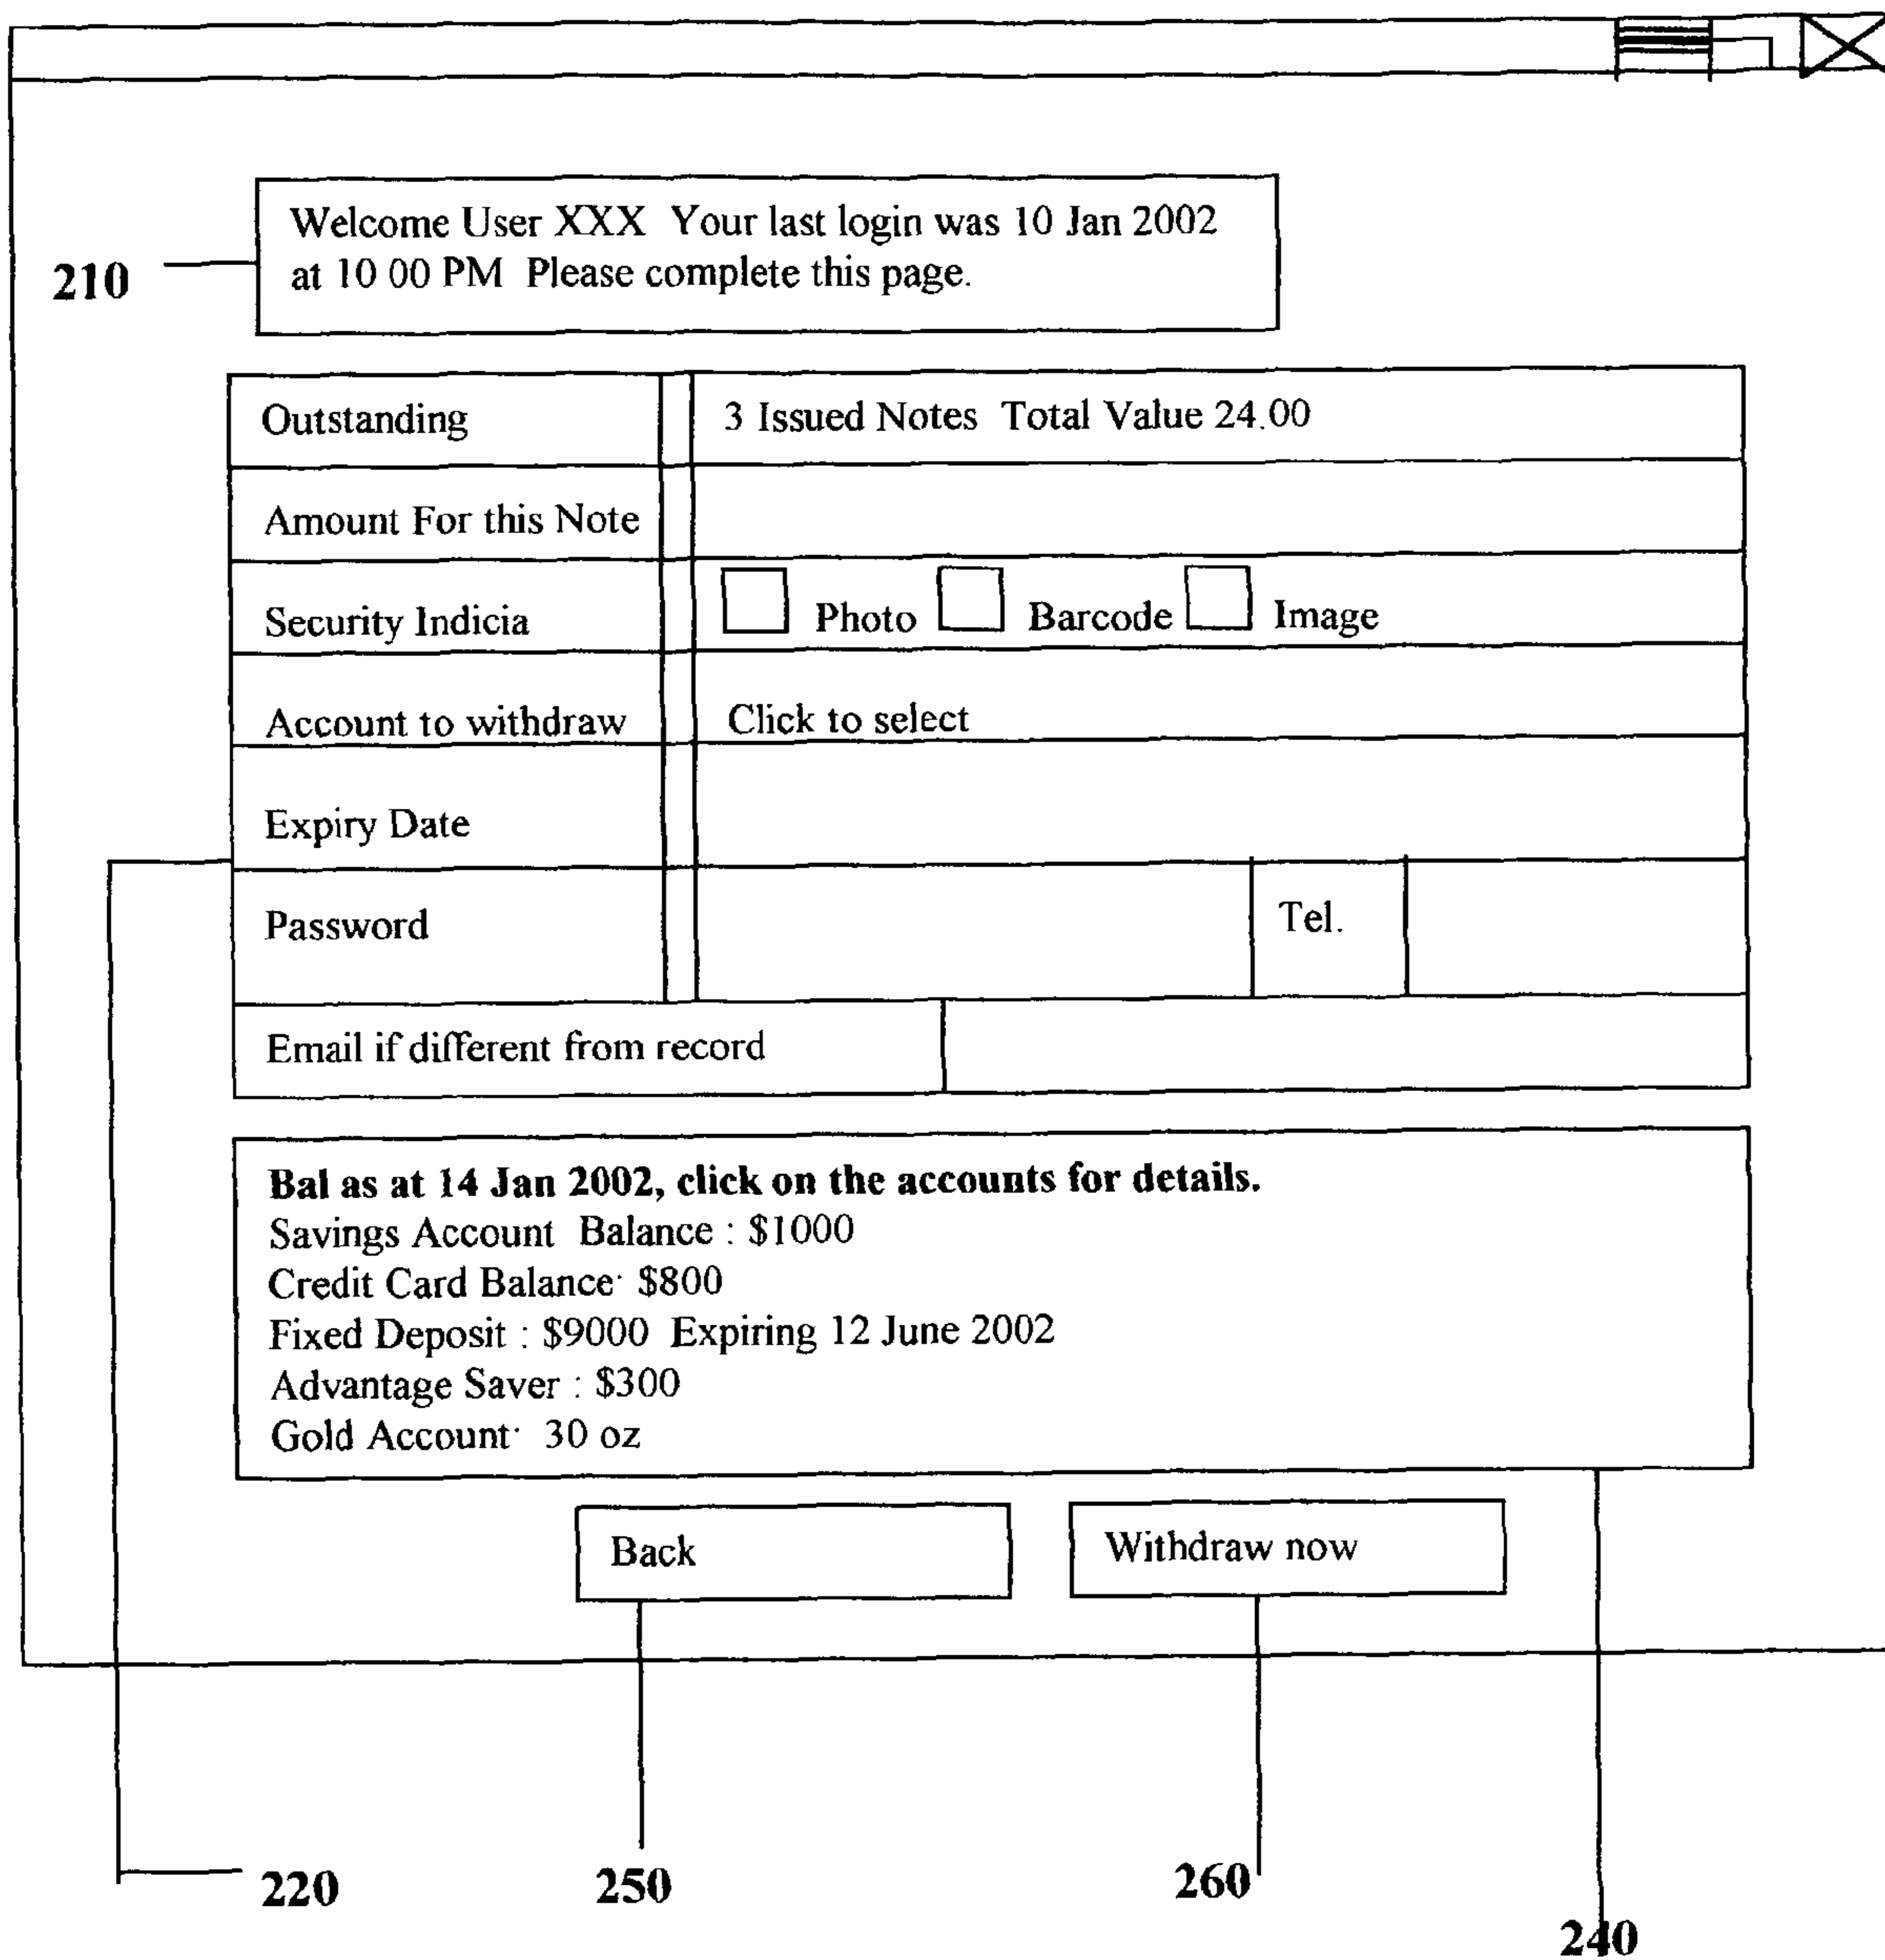 Welcome User XXX  Your last login was 10 Jan 2002
at 10 00 PM  Please complete this page.
210
Outstanding 3 Issued Notes  Total Value 24.00
Amount For this Note
Security Indicia Photo Barcode Image
Account to withdraw Click to select
Expiry Date
Password Tel.
Email if different from record
Bal as at 14 Jan 2002, click on the accounts for details.
Savings Account  Balance : $1000
Credit Card Balance· $800
Fixed Deposit : $9000  Expiring 12 June 2002
Advantage Saver : $300
Gold Account·  30 oz
Back Withdraw now
220 250 260
240